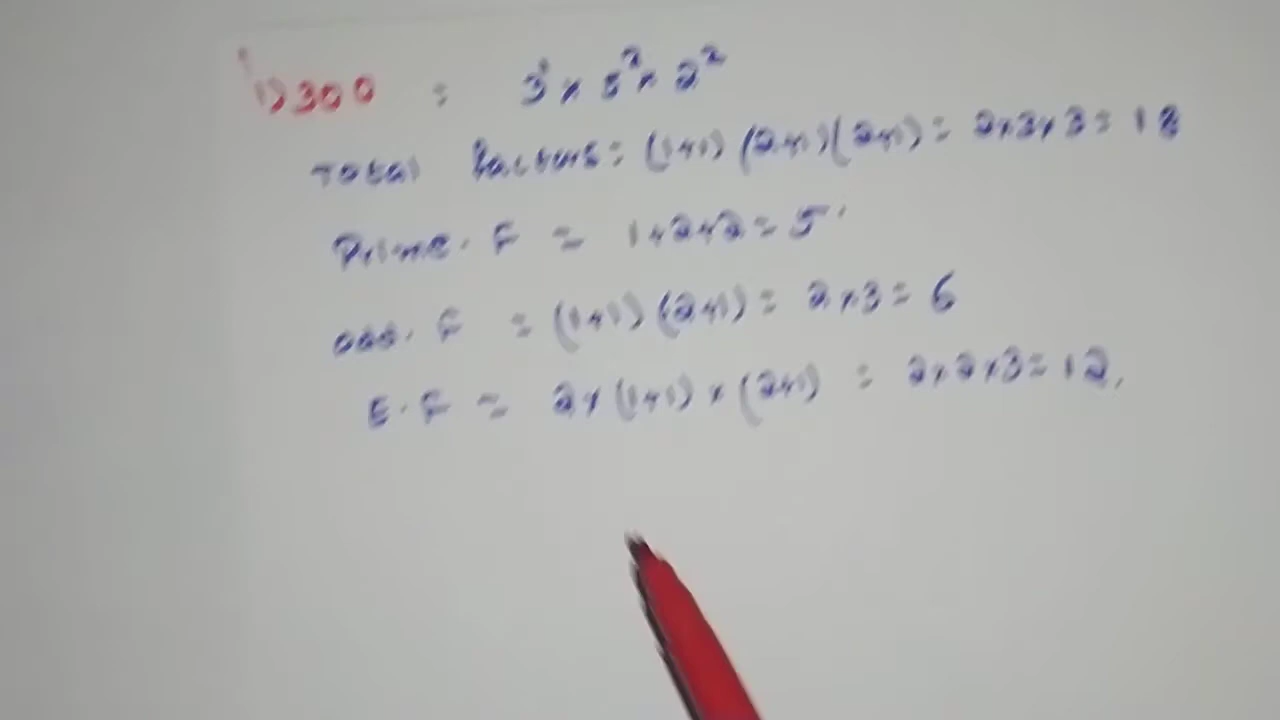 1) 300 = 3¹ × 5² × 2²
Total factors = (1+1) (2+1) (2+1) = 2×3×3 = 18
Prime. F = 1+2+2 = 5
odd. F = (1+1) (2+1) = 2×3 = 6
E. F = 2 × (1+1) × (2+1) = 2×2×3 = 12.